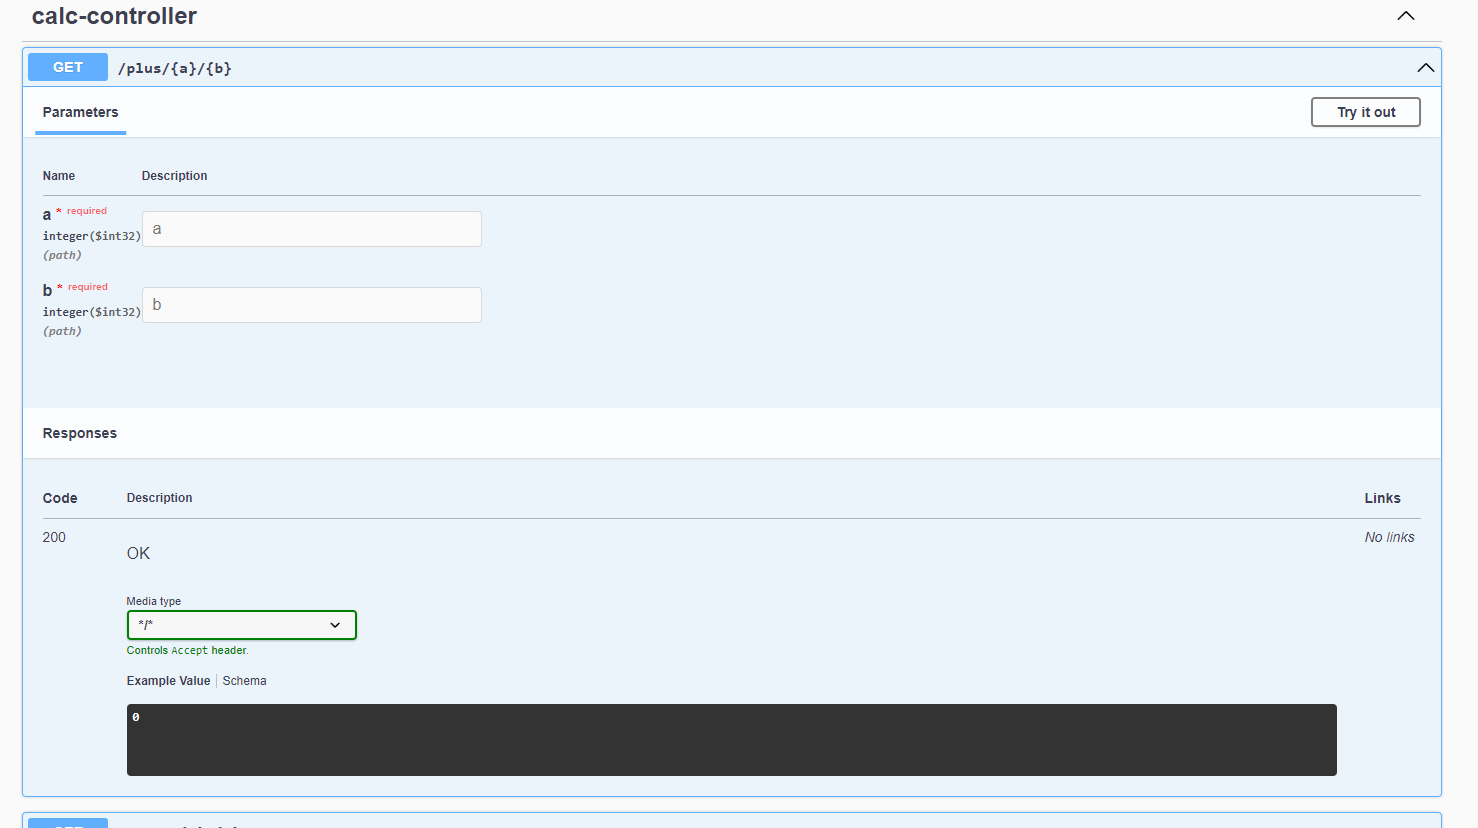 calc-controller
GET /plus/{a}/{b}
Parameters
Try it out
Name Description
a * required
integer($int32)
(path)
a
b * required
integer($int32)
(path)
b
Responses
Code Description Links
200 No links
OK
Media type
*/*
Controls Accept header.
Example Value Schema
0